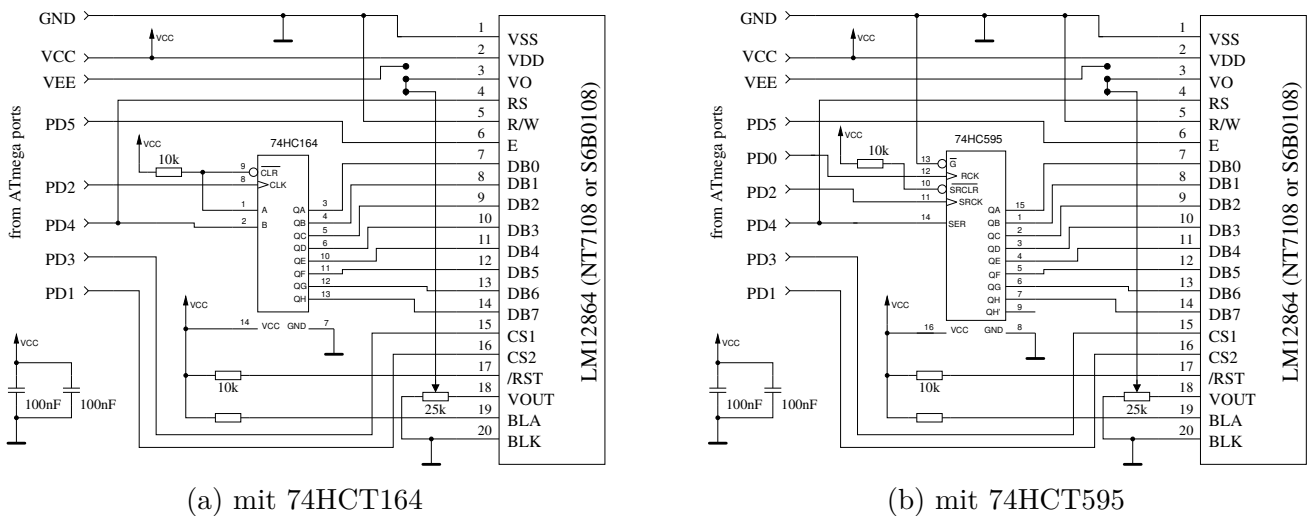 GND
VCC
VCC
VEE
from ATmega ports
PD5
PD2
PD4
PD3
PD1
VCC
10k
74HC164
9
CLR
8
CLK
1
A
2
B
QA
3
QB
4
QC
5
QD
6
QE
10
QF
11
QG
12
QH
13
14
VCC
GND
7
VCC
VCC
100nF
100nF
10k
25k
1
VSS
2
VDD
3
VO
4
RS
5
R/W
6
E
7
DB0
8
DB1
9
DB2
10
DB3
11
DB4
12
DB5
13
DB6
14
DB7
15
CS1
16
CS2
17
/RST
18
VOUT
19
BLA
20
BLK
LM12864 (NT7108 or S6B0108)
(a) mit 74HCT164
GND
VCC
VCC
VEE
from ATmega ports
PD5
PD0
PD2
PD4
PD3
PD1
VCC
10k
74HC595
13
G
12
RCK
10
SRCLR
11
SRCK
14
SER
QA
15
QB
1
QC
2
QD
3
QE
4
QF
5
QG
6
QH
7
QH'
9
16
VCC
GND
8
VCC
VCC
100nF
100nF
10k
25k
1
VSS
2
VDD
3
VO
4
RS
5
R/W
6
E
7
DB0
8
DB1
9
DB2
10
DB3
11
DB4
12
DB5
13
DB6
14
DB7
15
CS1
16
CS2
17
/RST
18
VOUT
19
BLA
20
BLK
LM12864 (NT7108 or S6B0108)
(b) mit 74HCT595